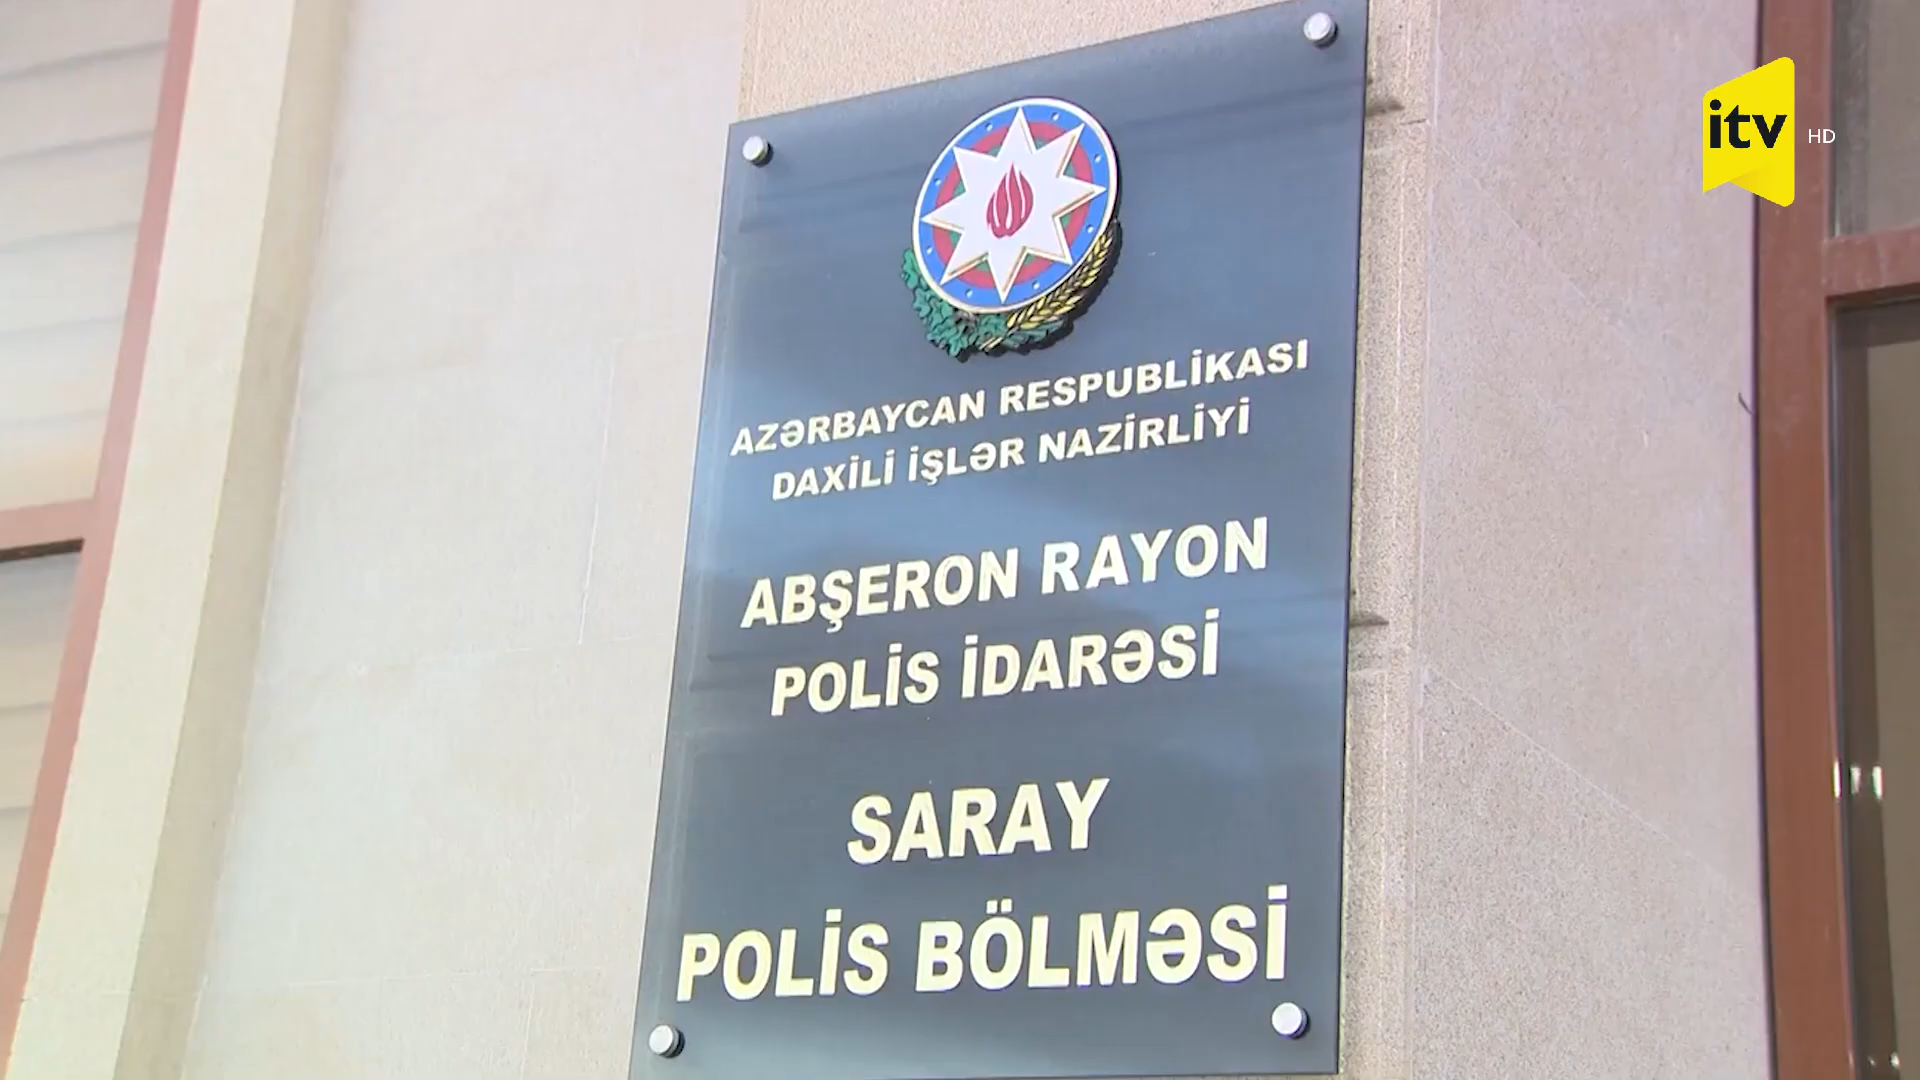 itv HD
AZƏRBAYCAN RESPUBLİKASI
DAXİLİ İŞLƏR NAZİRLİYİ
ABŞERON RAYON
POLİS İDARƏSİ
SARAY
POLİS BÖLMƏSİ